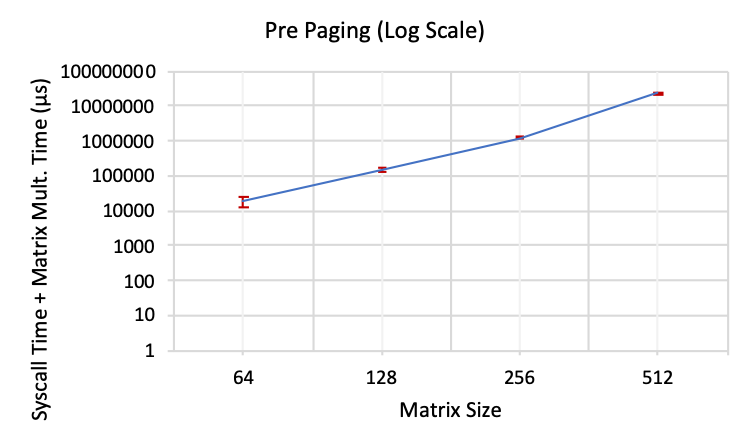 Pre Paging (Log Scale)
Syscall Time + Matrix Mult. Time (µs)
100000000
10000000
1000000
100000
10000
1000
100
10
1
64 128 256 512
Matrix Size